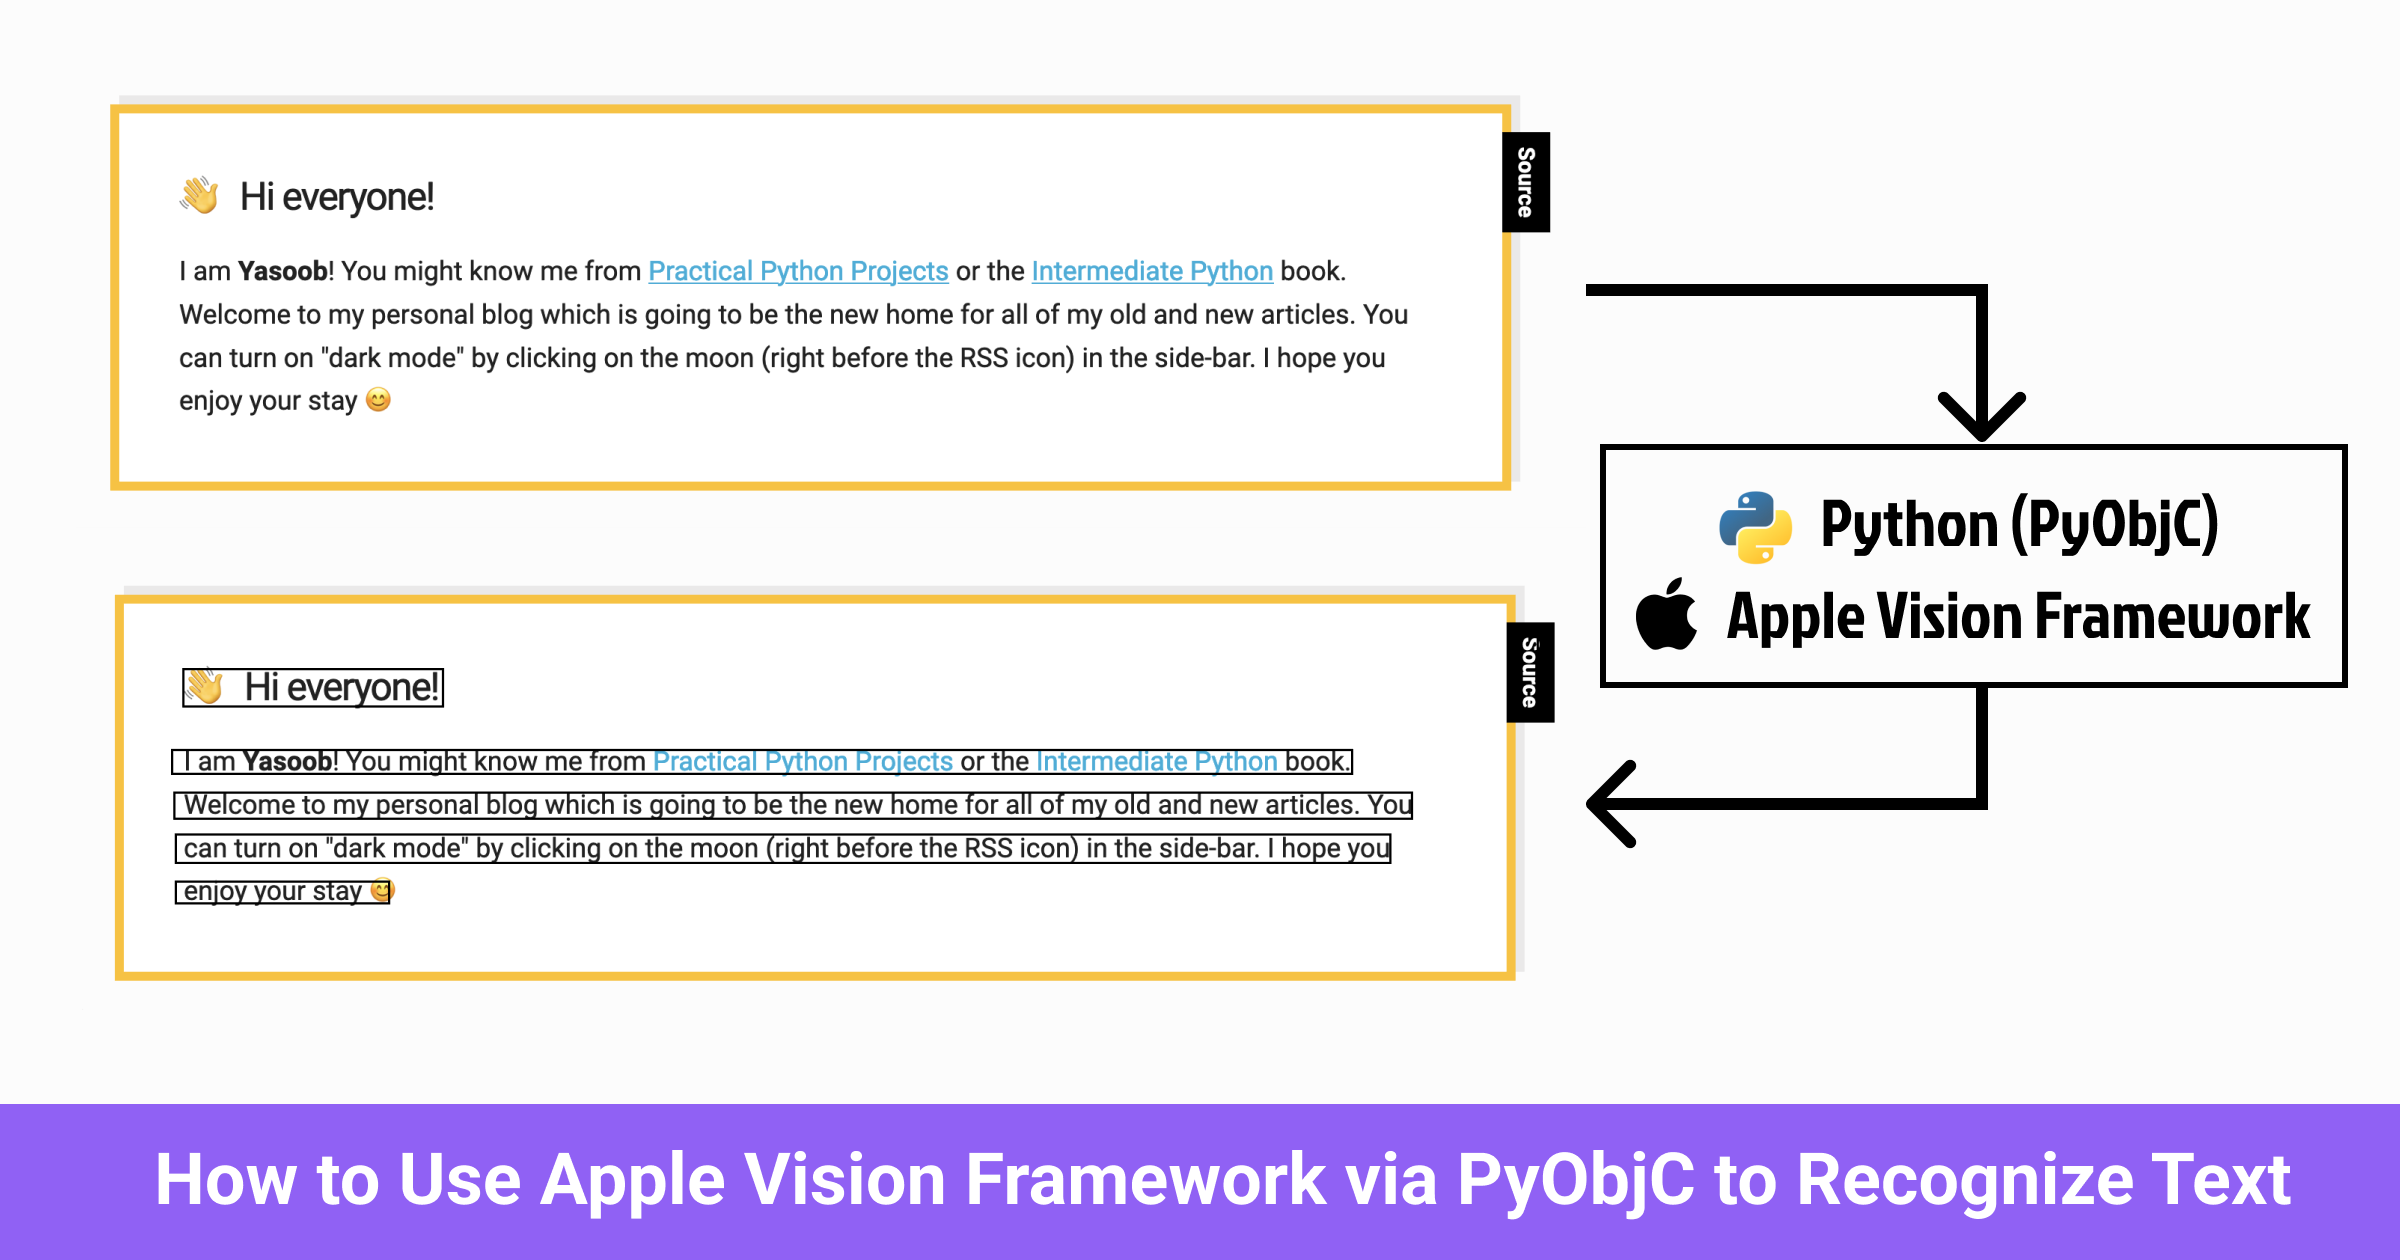 👋 Hi everyone!
Source
I am Yasoob! You might know me from Practical Python Projects or the Intermediate Python book.
Welcome to my personal blog which is going to be the new home for all of my old and new articles. You
can turn on "dark mode" by clicking on the moon (right before the RSS icon) in the side-bar. I hope you
enjoy your stay 😊
Python (PyObjC)
Apple Vision Framework
👋 Hi everyone!
Source
I am Yasoob! You might know me from Practical Python Projects or the Intermediate Python book.
Welcome to my personal blog which is going to be the new home for all of my old and new articles. You
can turn on "dark mode" by clicking on the moon (right before the RSS icon) in the side-bar. I hope you
enjoy your stay 😊
How to Use Apple Vision Framework via PyObjC to Recognize Text